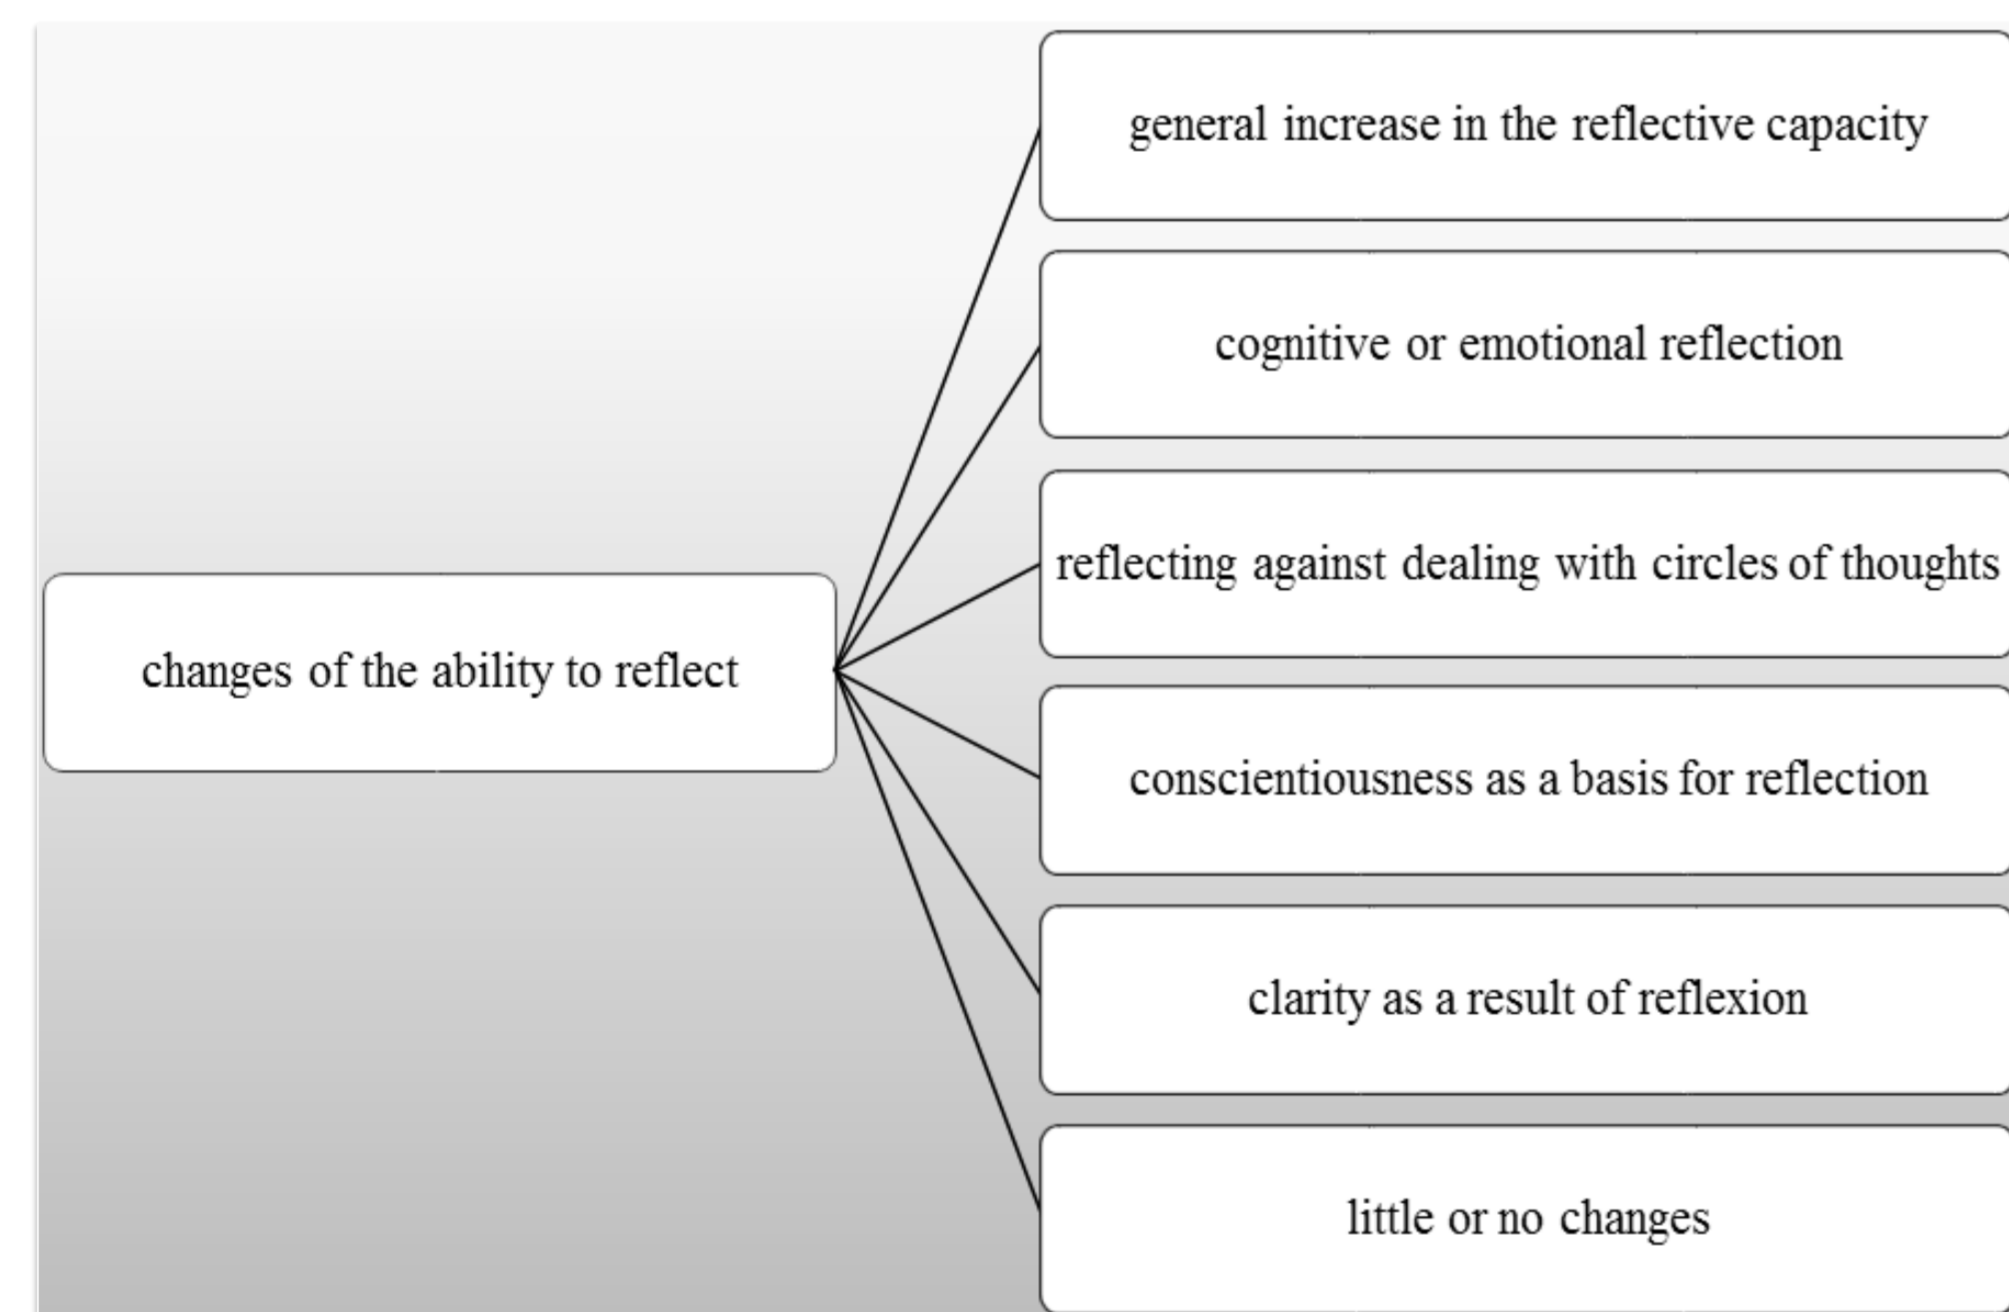 general increase in the reflective capacity
cognitive or emotional reflection
reflecting against dealing with circles of thoughts
changes of the ability to reflect
conscientiousness as a basis for reflection
clarity as a result of reflexion
little or no changes